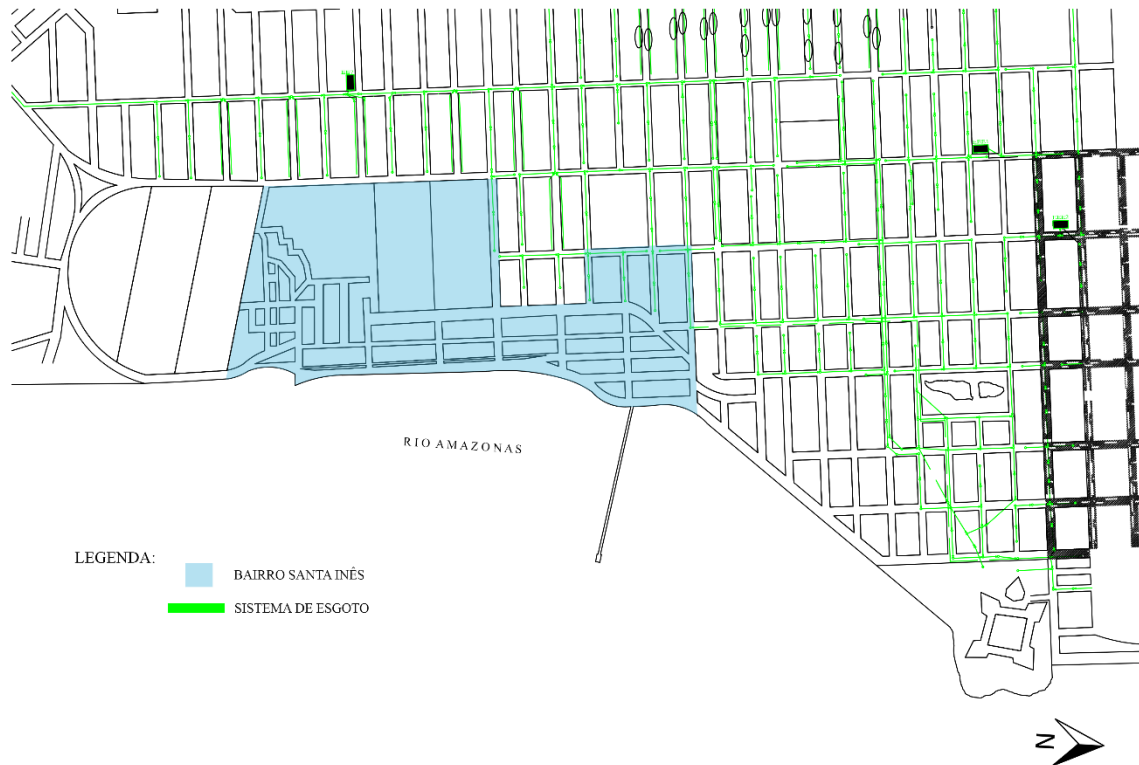 RIO AMAZONAS
LEGENDA:
BAIRRO SANTA INÊS
SISTEMA DE ESGOTO
N